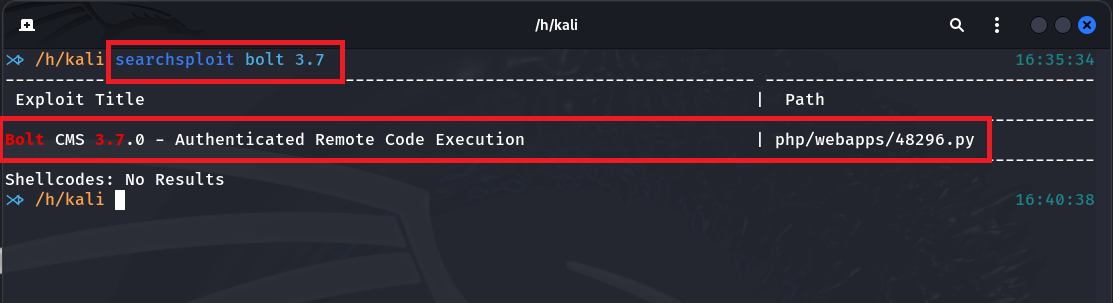 /h/kali
/h/kali searchsploit bolt 3.7 16:35:34
---------------------------------------------------------------------------- ---------------------------------
Exploit Title | Path
---------------------------------------------------------------------------- ---------------------------------
Bolt CMS 3.7.0 - Authenticated Remote Code Execution | php/webapps/48296.py
---------------------------------------------------------------------------- ---------------------------------
Shellcodes: No Results
/h/kali 16:40:38